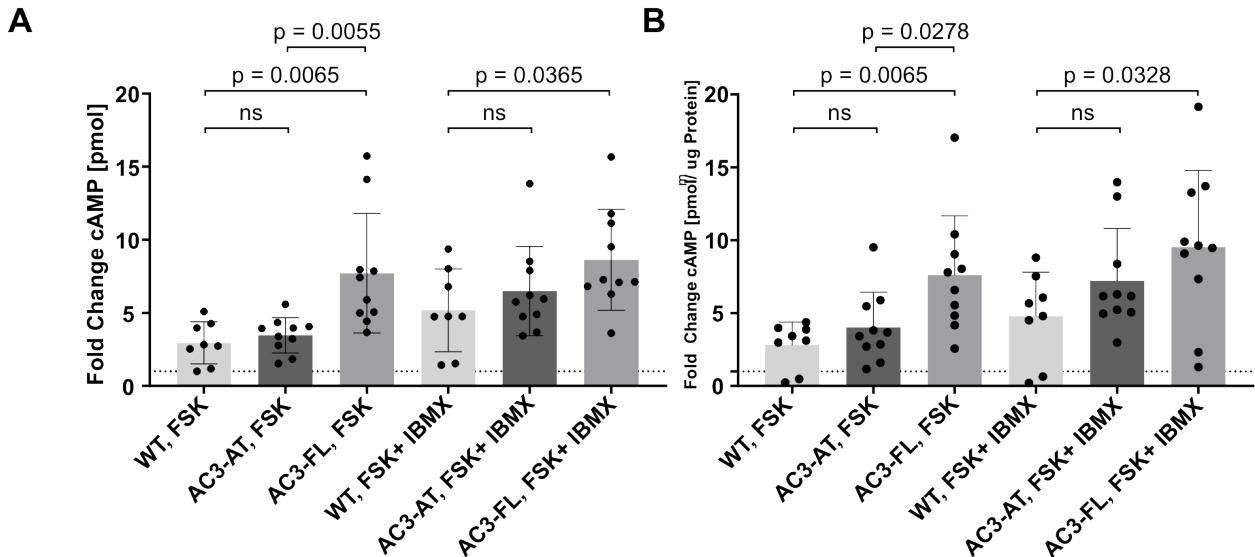 A
p = 0.0055
p = 0.0065
p = 0.0365
ns
ns
Fold Change cAMP [pmol]
20
15
10
5
0
WT, FSK
AC3-AT, FSK
AC3-FL, FSK
WT, FSK+ IBMX
AC3-AT, FSK+ IBMX
AC3-FL, FSK+ IBMX
B
p = 0.0278
p = 0.0065
p = 0.0328
ns
ns
Fold Change cAMP [pmol/ ug Protein]
20
15
10
5
0
WT, FSK
AC3-AT, FSK
AC3-FL, FSK
WT, FSK+ IBMX
AC3-AT, FSK+ IBMX
AC3-FL, FSK+ IBMX